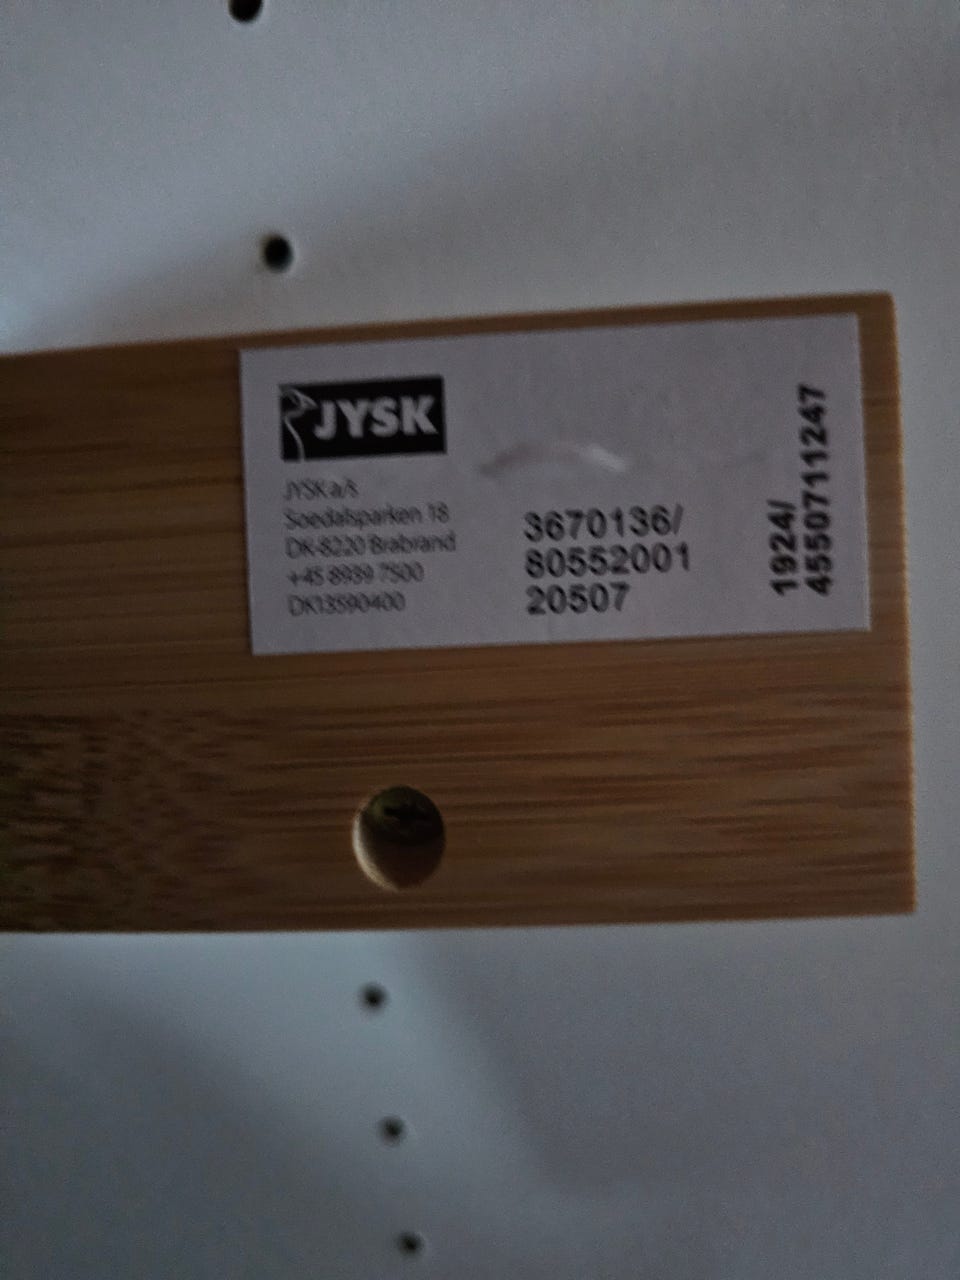 JYSK
JYSK a/s
Soedalsparken 18
DK-8220 Brabrand
+45 8939 7500
DK13590400
3670136/
80552001
20507
1924/
4550711247